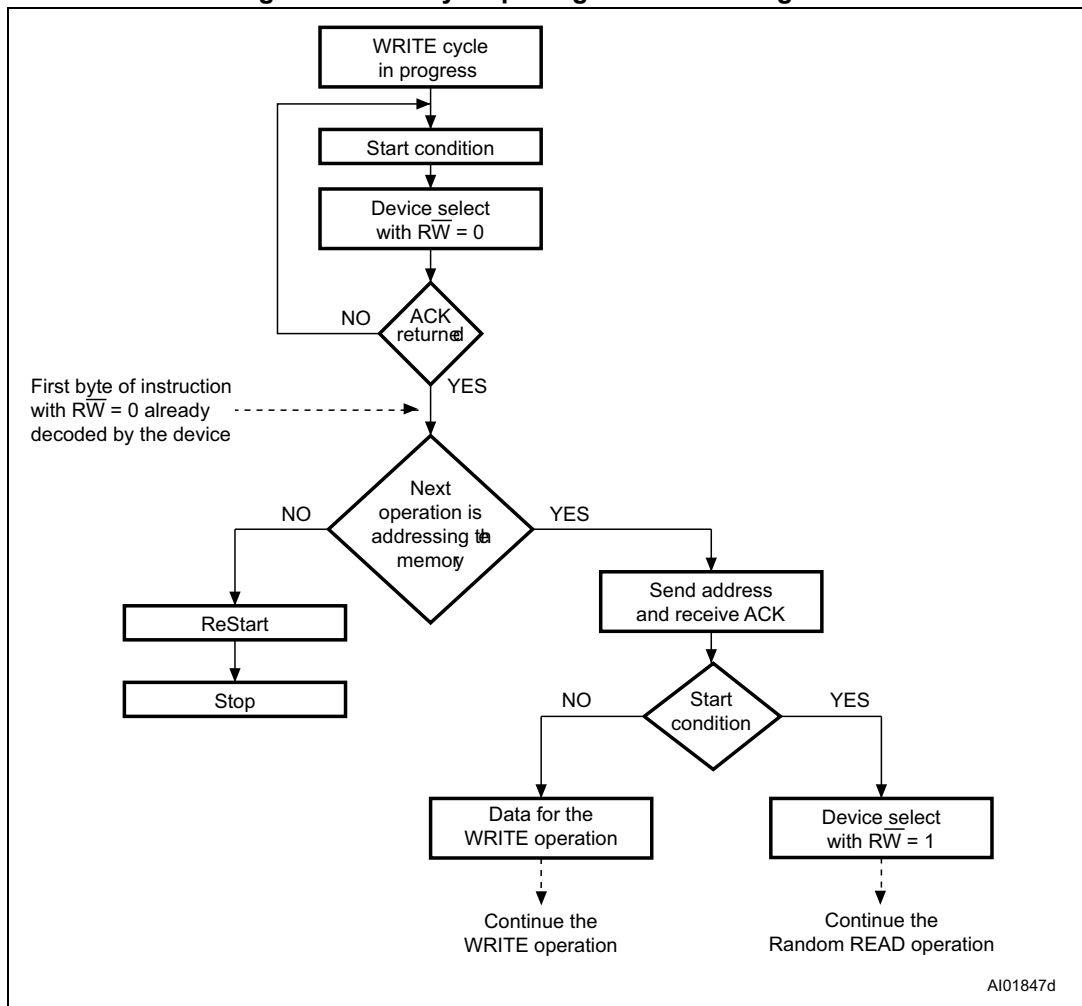 WRITE cycle
in progress
Start condition
Device select
with RW̅ = 0
ACK
returned
NO
YES
First byte of instruction
with RW̅ = 0 already
decoded by the device
Next
operation is
addressing the
memory
NO
YES
Send address
and receive ACK
ReStart
Stop
Start
condition
NO
YES
Data for the
WRITE operation
Device select
with RW̅ = 1
Continue the
WRITE operation
Continue the
Random READ operation
AI01847d